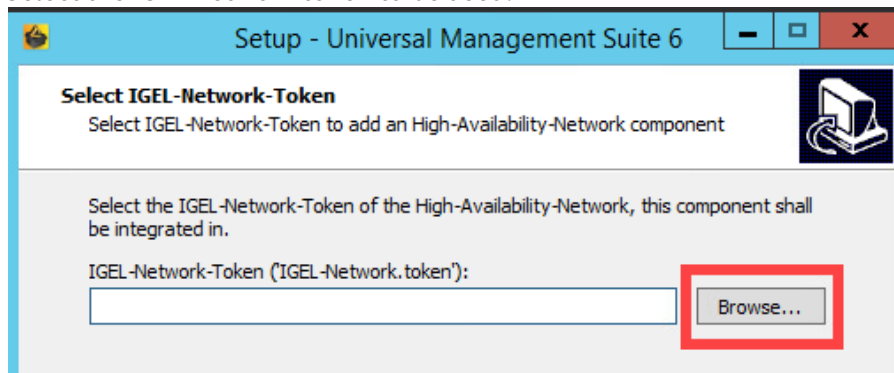 Setup - Universal Management Suite 6
Select IGEL-Network-Token
Select IGEL-Network-Token to add an High-Availability-Network component
Select the IGEL-Network-Token of the High-Availability-Network, this component shall
be integrated in.
IGEL-Network-Token ('IGEL-Network.token'):
Browse...